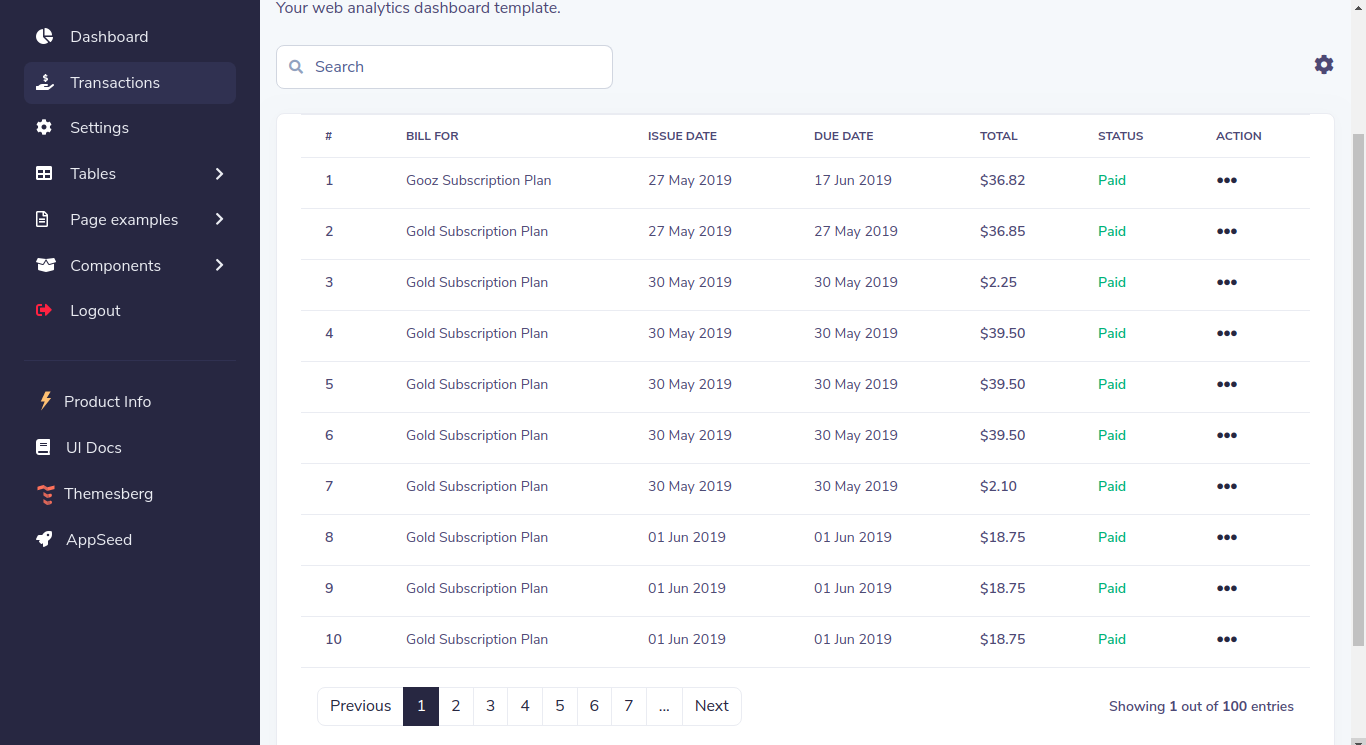 Your web analytics dashboard template.
Dashboard
Transactions
Settings
Tables
Page examples
Components
Logout
Product Info
UI Docs
Themesberg
AppSeed
Search
# BILL FOR ISSUE DATE DUE DATE TOTAL STATUS ACTION
1 Gooz Subscription Plan 27 May 2019 17 Jun 2019 $36.82 Paid
2 Gold Subscription Plan 27 May 2019 27 May 2019 $36.85 Paid
3 Gold Subscription Plan 30 May 2019 30 May 2019 $2.25 Paid
4 Gold Subscription Plan 30 May 2019 30 May 2019 $39.50 Paid
5 Gold Subscription Plan 30 May 2019 30 May 2019 $39.50 Paid
6 Gold Subscription Plan 30 May 2019 30 May 2019 $39.50 Paid
7 Gold Subscription Plan 30 May 2019 30 May 2019 $2.10 Paid
8 Gold Subscription Plan 01 Jun 2019 01 Jun 2019 $18.75 Paid
9 Gold Subscription Plan 01 Jun 2019 01 Jun 2019 $18.75 Paid
10 Gold Subscription Plan 01 Jun 2019 01 Jun 2019 $18.75 Paid
Previous 1 2 3 4 5 6 7 ... Next
Showing 1 out of 100 entries